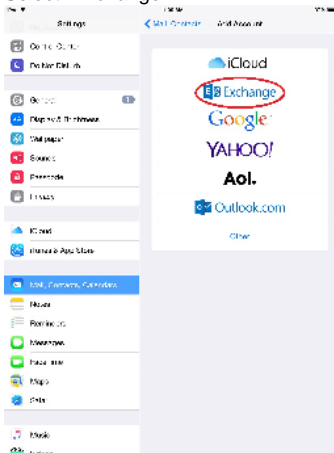 Settings
Control Center
Do Not Disturb
General
Display & Brightness
Wallpaper
Sounds
Passcode
Privacy
iCloud
iTunes & App Store
Mail, Contacts, Calendars
Notes
Reminders
Messages
FaceTime
Maps
Safari
Music
Mail, Contacts...
Add Account
iCloud
Exchange
Google
YAHOO!
Aol.
Outlook.com
Other